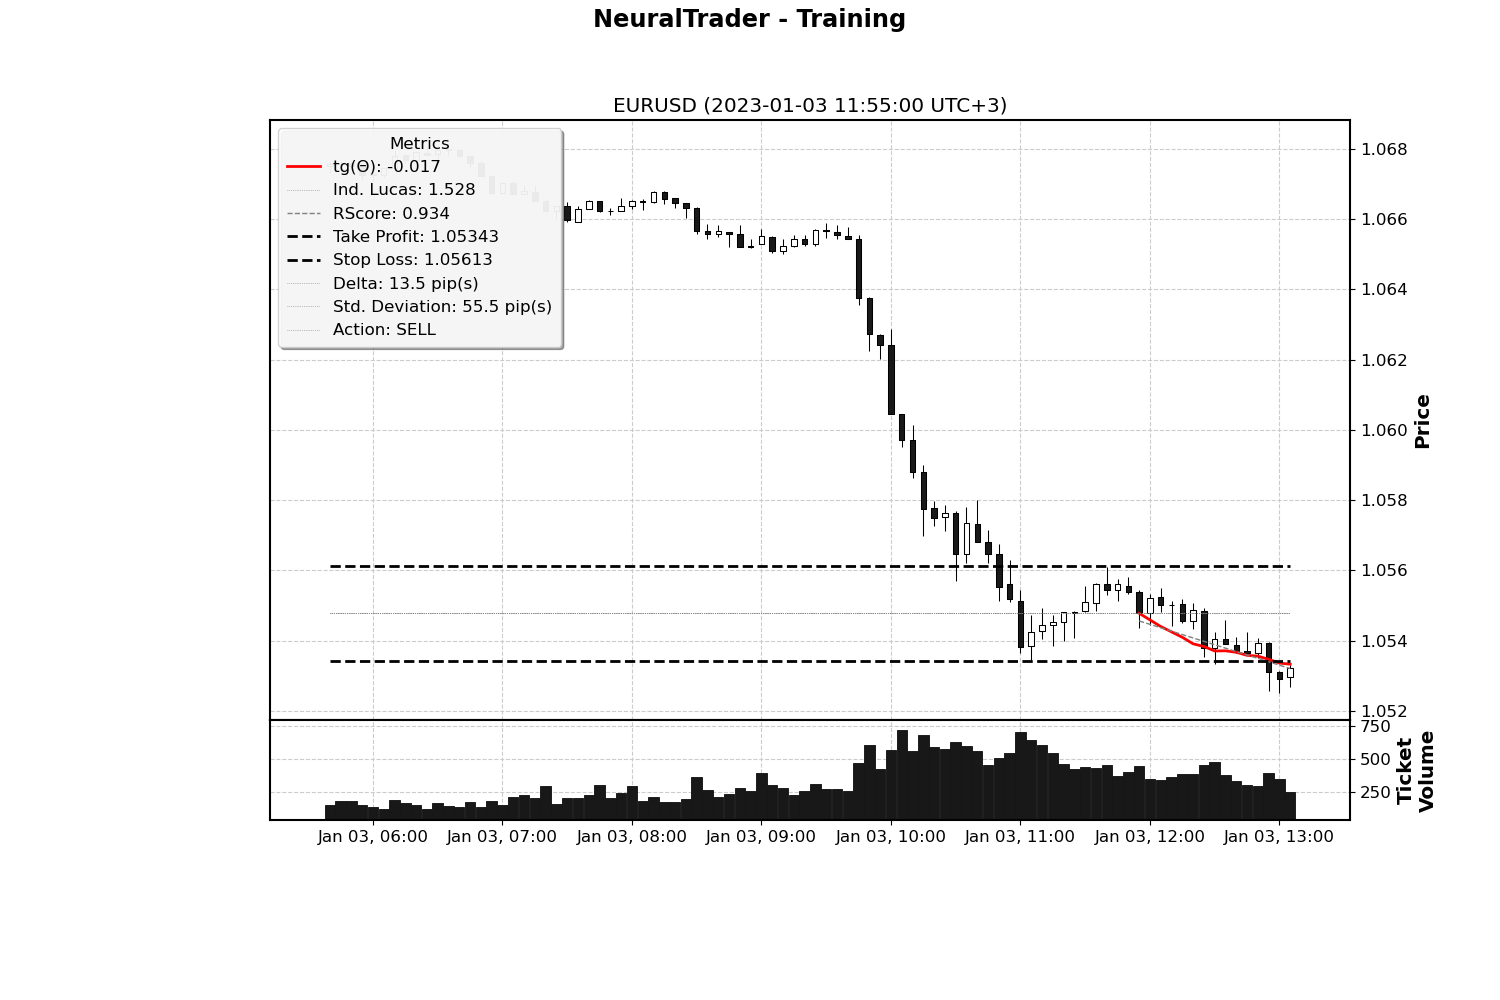 NeuralTrader - Training
EURUSD (2023-01-03 11:55:00 UTC+3)
Metrics
tg(Θ): -0.017
Ind. Lucas: 1.528
RScore: 0.934
Take Profit: 1.05343
Stop Loss: 1.05613
Delta: 13.5 pip(s)
Std. Deviation: 55.5 pip(s)
Action: SELL
1.068
1.066
1.064
1.062
1.060
1.058
1.056
1.054
1.052
Price
750
500
250
Ticket
Volume
Jan 03, 06:00
Jan 03, 07:00
Jan 03, 08:00
Jan 03, 09:00
Jan 03, 10:00
Jan 03, 11:00
Jan 03, 12:00
Jan 03, 13:00